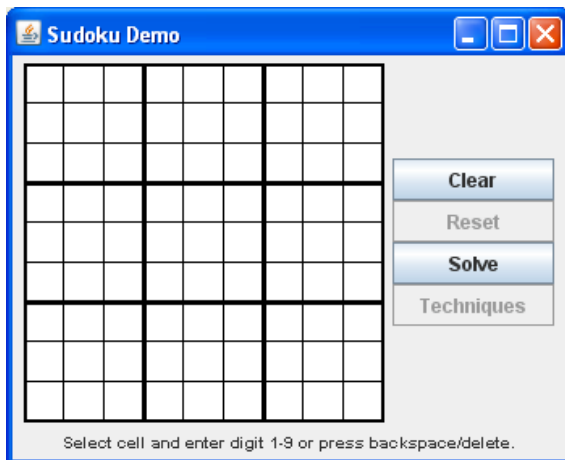 Sudoku Demo
Clear
Reset
Solve
Techniques
Select cell and enter digit 1-9 or press backspace/delete.